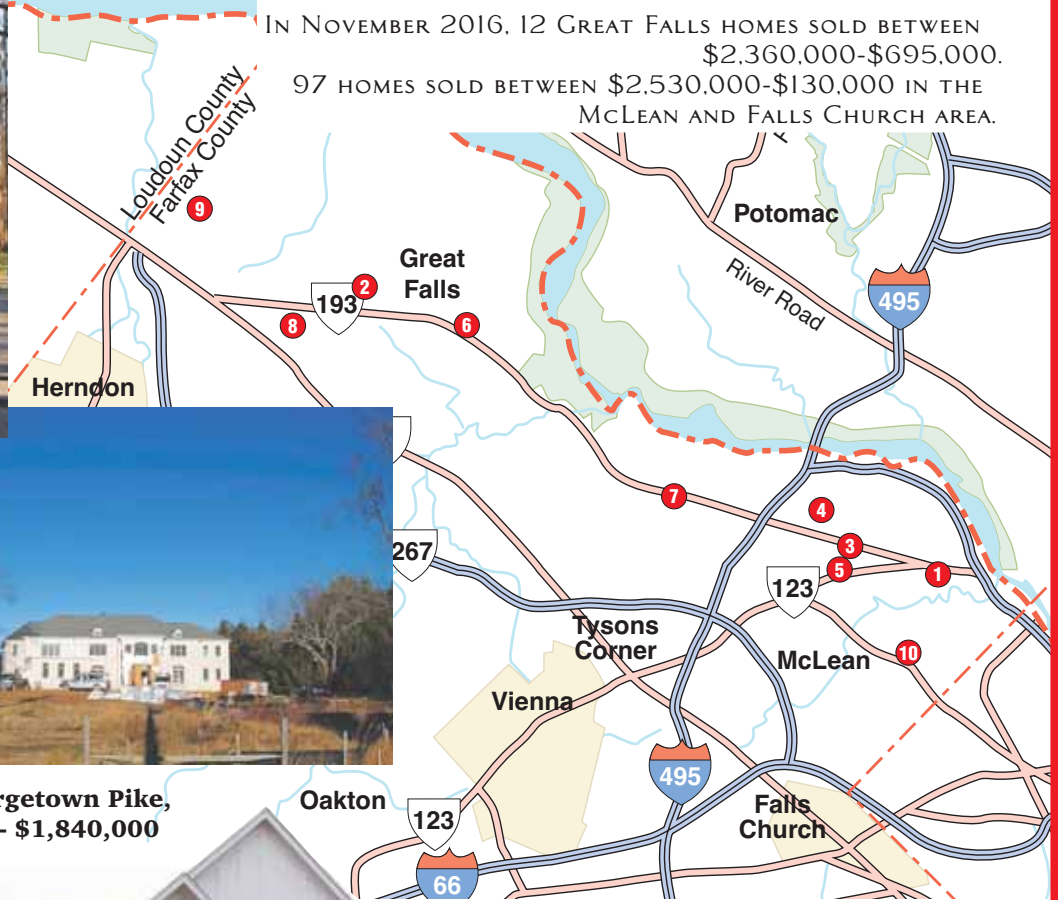 In November 2016, 12 Great Falls homes sold between
$2,360,000-$695,000.
97 homes sold between $2,530,000-$130,000 in the
McLean and Falls Church area.
Loudoun County
Farfax County
9
Potomac
Great
Falls
2
193
River Road
495
8
6
Herndon
7
4
3
267
5
1
123
Tysons
Corner
McLean
10
Vienna
495
rgetown Pike,
– $1,840,000
Oakton
123
Falls
Church
66